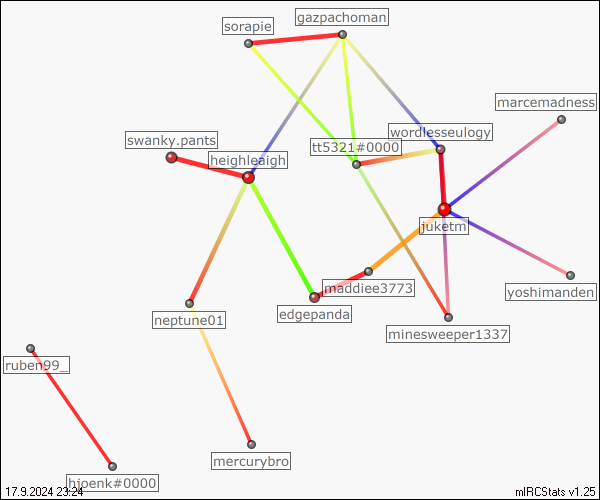 gazpachoman
sorapie
marcemadness
wordlesseulogy
swanky.pants
tt5321#0000
heighleaigh
juketm
maddiee3773
yoshimanden
edgepanda
neptune01
minesweeper1337
ruben99_
mercurybro
hjoenk#0000
17.9.2024 23:24
mIRCStats v1.25